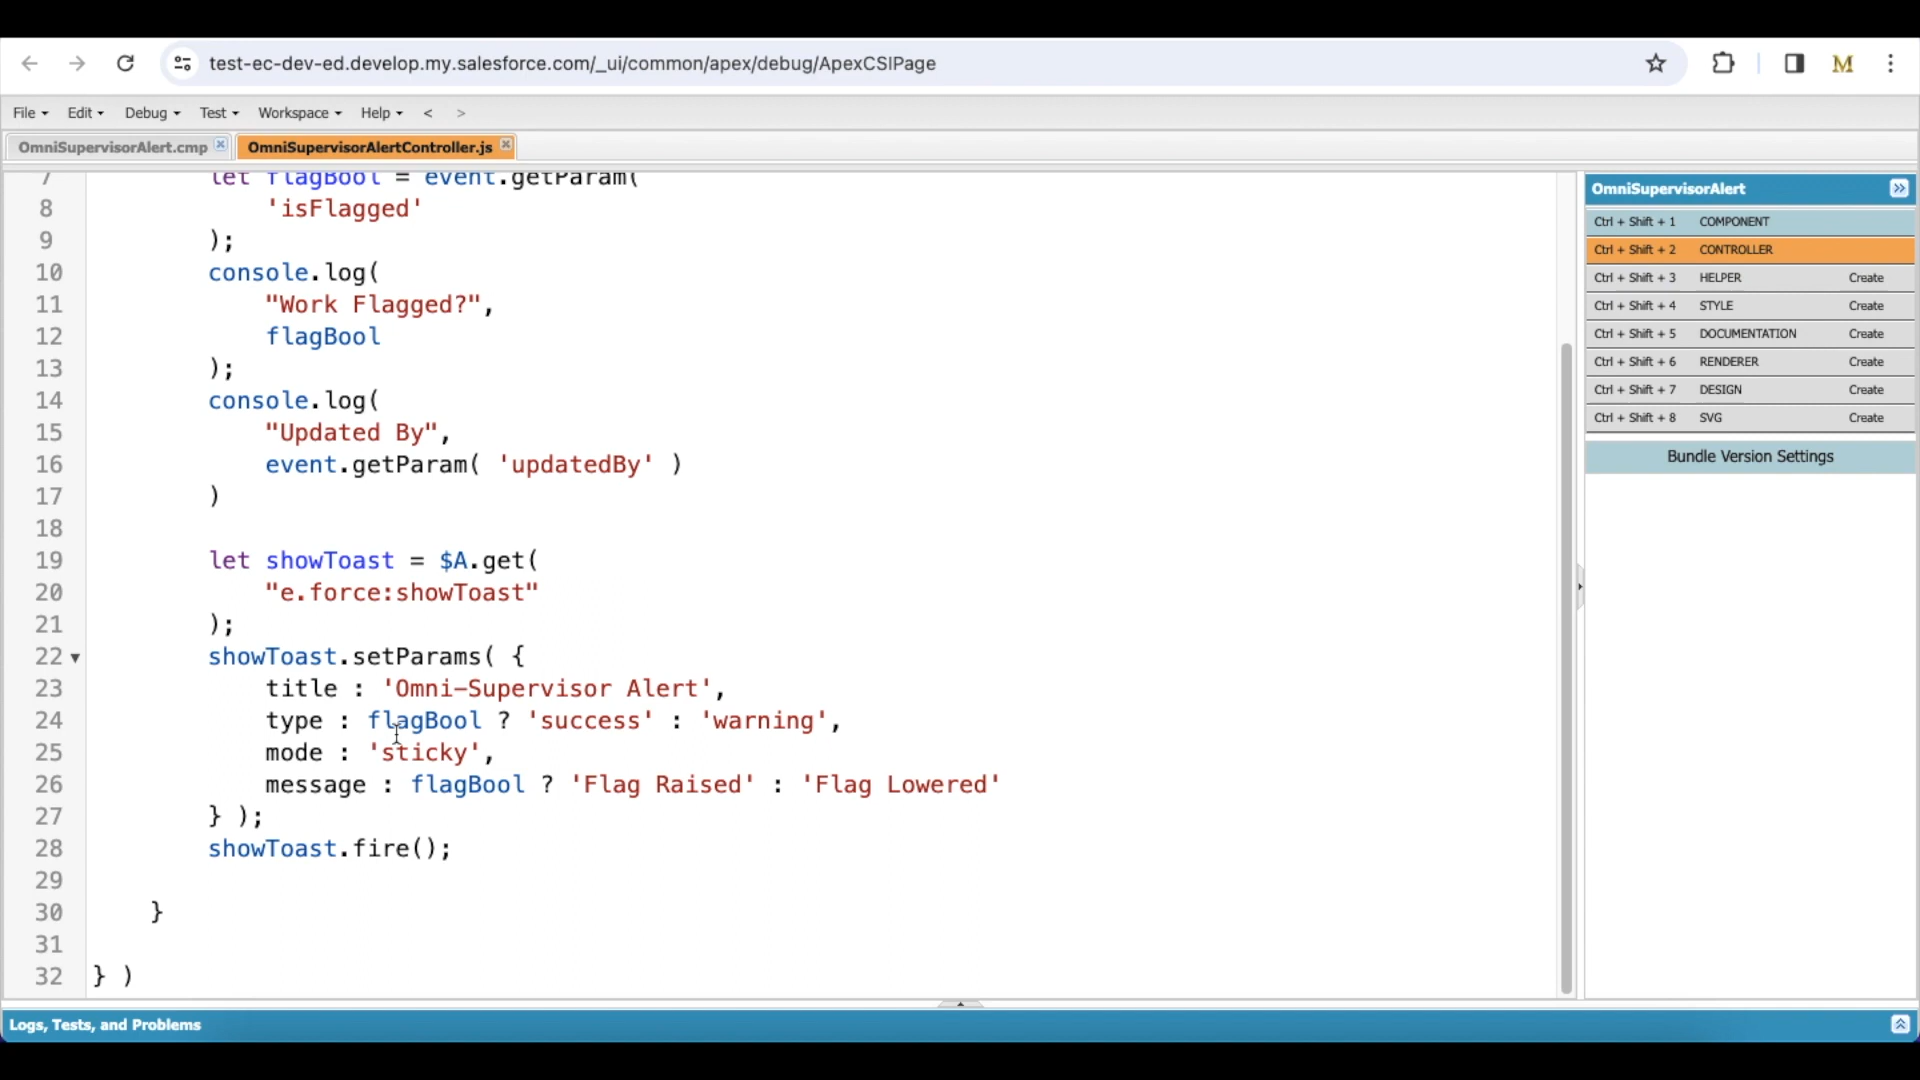 test-ec-dev-ed.develop.my.salesforce.com/_ui/common/apex/debug/ApexCSIPage
M
File Edit Debug Test Workspace Help < >
OmniSupervisorAlert.cmp OmniSupervisorAlertController.js
7 let flagBool = event.getParam(
8 'isFlagged'
9 );
10 console.log(
11 "Work Flagged?",
12 flagBool
13 );
14 console.log(
15 "Updated By",
16 event.getParam( 'updatedBy' )
17 )
18
19 let showToast = $A.get(
20 "e.force:showToast"
21 );
22 showToast.setParams( {
23 title : 'Omni-Supervisor Alert',
24 type : flagBool ? 'success' : 'warning',
25 mode : 'sticky',
26 message : flagBool ? 'Flag Raised' : 'Flag Lowered'
27 } );
28 showToast.fire();
29
30 }
31
32 } )
OmniSupervisorAlert
Ctrl + Shift + 1 COMPONENT
Ctrl + Shift + 2 CONTROLLER
Ctrl + Shift + 3 HELPER Create
Ctrl + Shift + 4 STYLE Create
Ctrl + Shift + 5 DOCUMENTATION Create
Ctrl + Shift + 6 RENDERER Create
Ctrl + Shift + 7 DESIGN Create
Ctrl + Shift + 8 SVG Create
Bundle Version Settings
Logs, Tests, and Problems